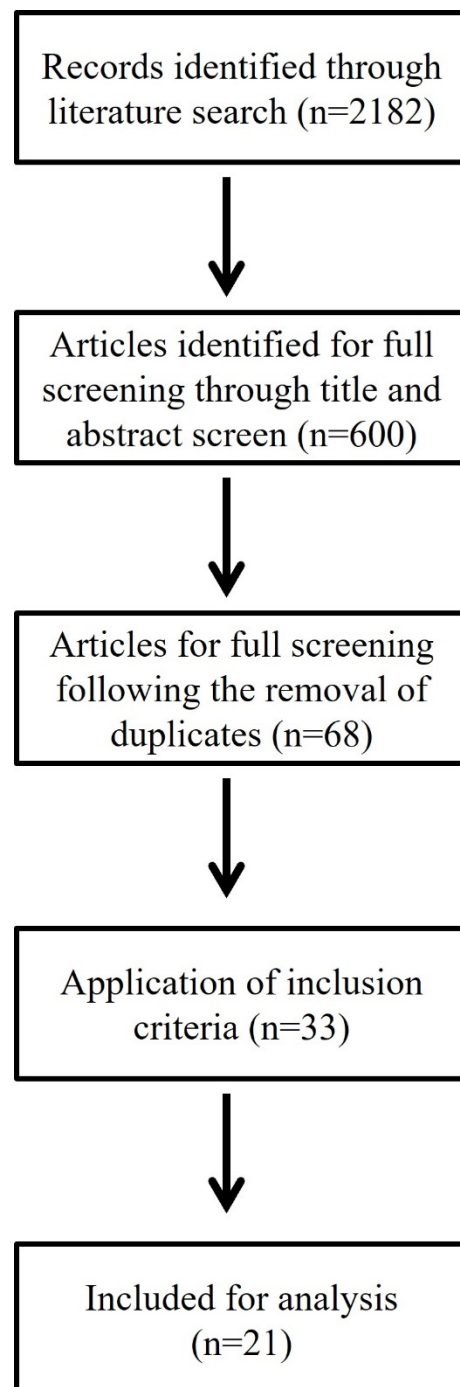 Records identified through
literature search (n=2182)
Articles identified for full
screening through title and
abstract screen (n=600)
Articles for full screening
following the removal of
duplicates (n=68)
Application of inclusion
criteria (n=33)
Included for analysis
(n=21)